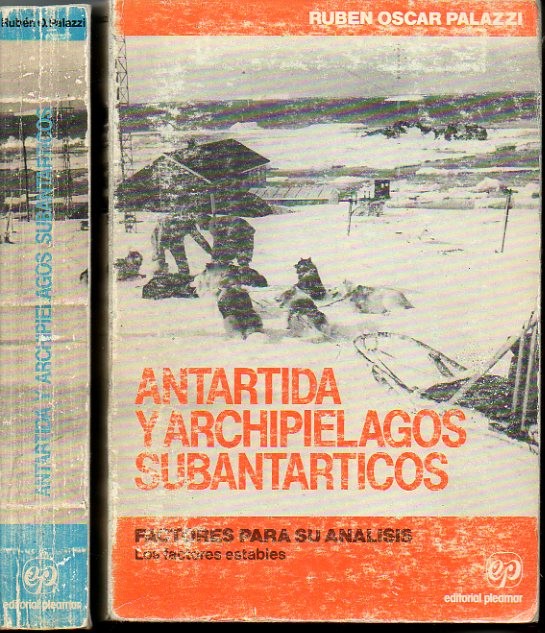 Rubén O. Palazzi
ANTARTIDA Y ARCHIPIELAGOS SUBANTARTICOS
ep
editorial pleamar
RUBEN OSCAR PALAZZI
ANTARTIDA
Y ARCHIPIELAGOS
SUBANTARTICOS
FACTORES PARA SU ANALISIS
Los factores estables
ep
editorial pleamar